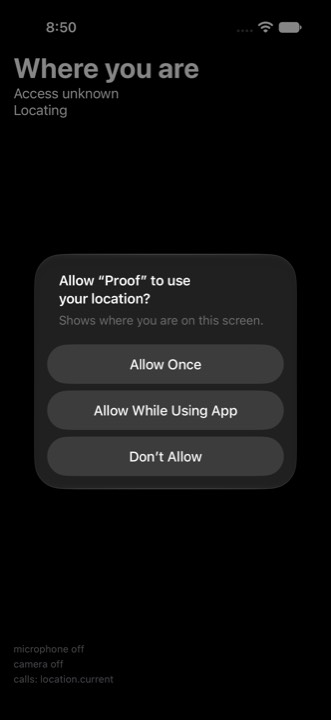 8:50
Where you are
Access unknown
Locating
Allow “Proof” to use
your location?
Shows where you are on this screen.
Allow Once
Allow While Using App
Don’t Allow
microphone off
camera off
calls: location.current